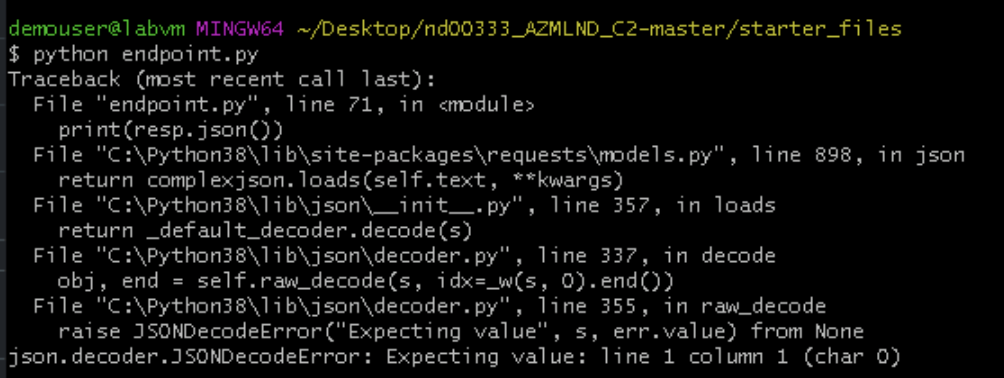 demouser@labvm MINGW64 ~/Desktop/nd00333_AZMLND_C2-master/starter_files
$ python endpoint.py
Traceback (most recent call last):
  File "endpoint.py", line 71, in <module>
    print(resp.json())
  File "C:\Python38\lib\site-packages\requests\models.py", line 898, in json
    return complexjson.loads(self.text, **kwargs)
  File "C:\Python38\lib\json\__init__.py", line 357, in loads
    return _default_decoder.decode(s)
  File "C:\Python38\lib\json\decoder.py", line 337, in decode
    obj, end = self.raw_decode(s, idx=_w(s, 0).end())
  File "C:\Python38\lib\json\decoder.py", line 355, in raw_decode
    raise JSONDecodeError("Expecting value", s, err.value) from None
json.decoder.JSONDecodeError: Expecting value: line 1 column 1 (char 0)